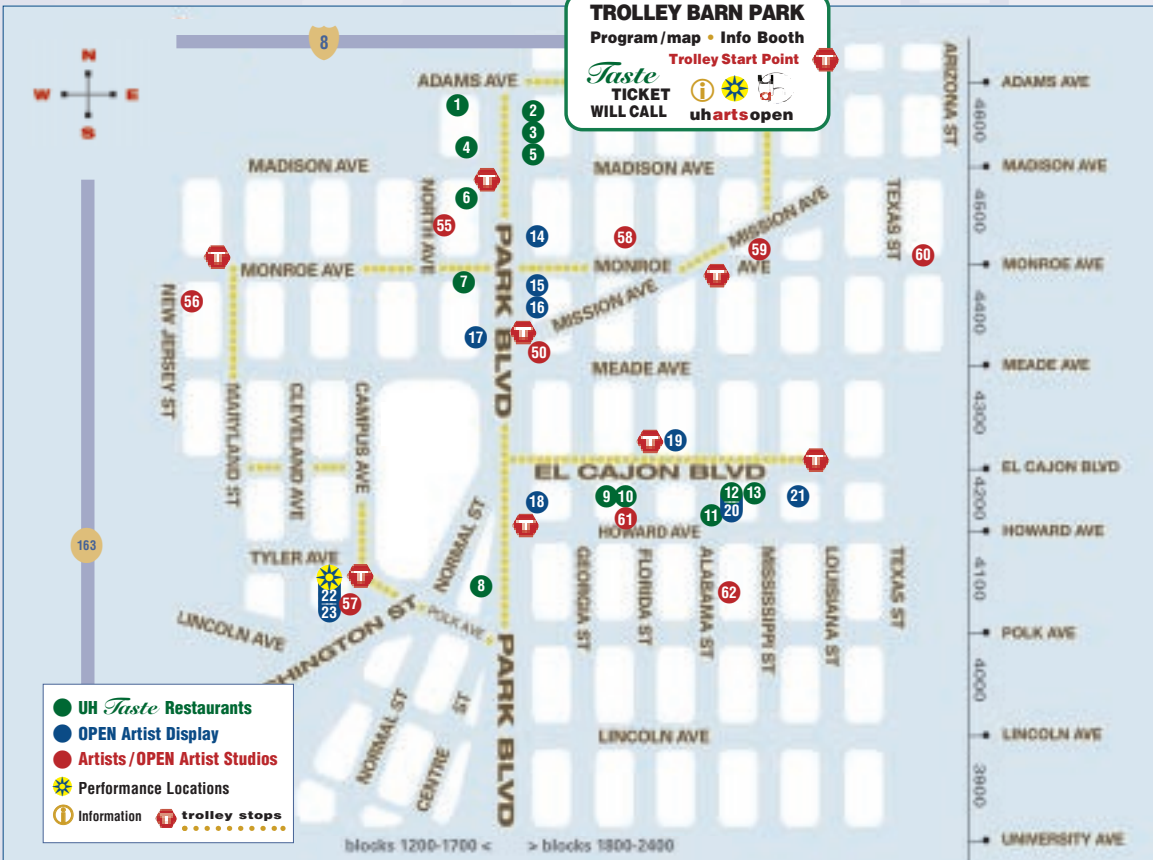 TROLLEY BARN PARK
Program/map • Info Booth
Trolley Start Point T
Taste
TICKET
WILL CALL
i
uh
a
uhartsopen
8
N
W E
S
ADAMS AVE
ARIZONA ST
ADAMS AVE
1
2
3
4
5
4600
MADISON AVE
MADISON AVE
MADISON AVE
T
6
NORTH AVE
55
14
58
MISSION AVE
59
TEXAS ST
60
4500
T
MONROE AVE
PARK BLVD
MONROE
AVE
MONROE AVE
T
7
15
16
MISSION AVE
NEW JERSEY ST
56
17
T
50
4400
MEADE AVE
MEADE AVE
MARYLAND ST
CLEVELAND AVE
CAMPUS AVE
4300
T
19
T
EL CAJON BLVD
EL CAJON BLVD
NORMAL ST
18
9
10
12
13
21
11
20
4200
T
61
HOWARD AVE
HOWARD AVE
163
TYLER AVE
T
22
23
57
8
GEORGIA ST
FLORIDA ST
ALABAMA ST
62
MISSISSIPPI ST
LOUISIANA ST
TEXAS ST
4100
LINCOLN AVE
HINGTON ST
POLK AVE
POLK AVE
PARK BLVD
4000
NORMAL ST
CENTRE
ST
LINCOLN AVE
LINCOLN AVE
3900
UNIVERSITY AVE
UH Taste Restaurants
OPEN Artist Display
Artists/OPEN Artist Studios
Performance Locations
i Information T trolley stops
blocks 1200-1700 < > blocks 1800-2400